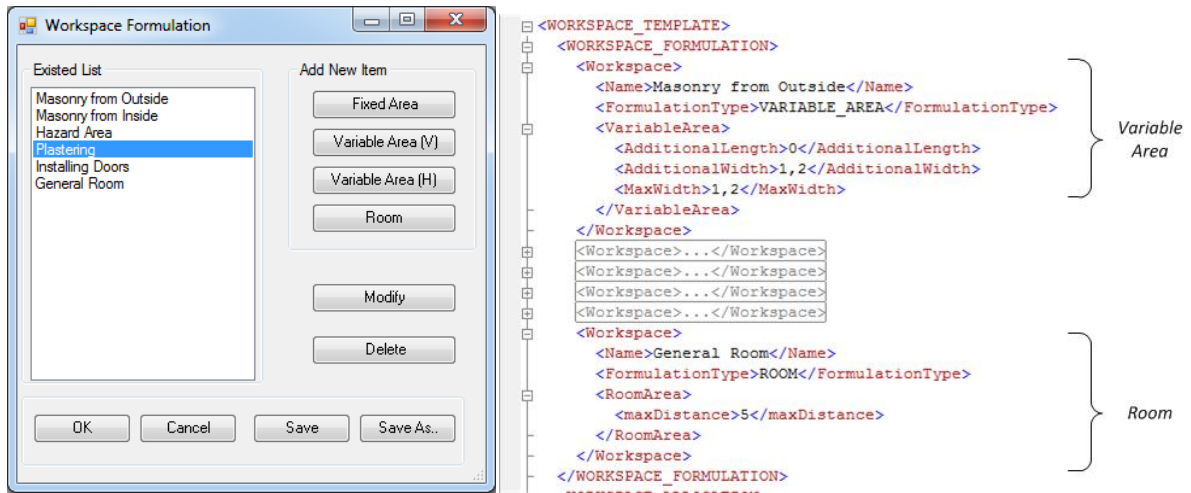 Workspace Formulation
Existed List
Masonry from Outside
Masonry from Inside
Hazard Area
Plastering
Installing Doors
General Room
Add New Item
Fixed Area
Variable Area (V)
Variable Area (H)
Room
Modify
Delete
OK
Cancel
Save
Save As..
<WORKSPACE_TEMPLATE>
<WORKSPACE_FORMULATION>
<Workspace>
<Name>Masonry from Outside</Name>
<FormulationType>VARIABLE_AREA</FormulationType>
<VariableArea>
<AdditionalLength>0</AdditionalLength>
<AdditionalWidth>1,2</AdditionalWidth>
<MaxWidth>1,2</MaxWidth>
</VariableArea>
</Workspace>
<Workspace>...</Workspace>
<Workspace>...</Workspace>
<Workspace>...</Workspace>
<Workspace>...</Workspace>
<Workspace>
<Name>General Room</Name>
<FormulationType>ROOM</FormulationType>
<RoomArea>
<maxDistance>5</maxDistance>
</RoomArea>
</Workspace>
</WORKSPACE_FORMULATION>
Variable
Area
Room